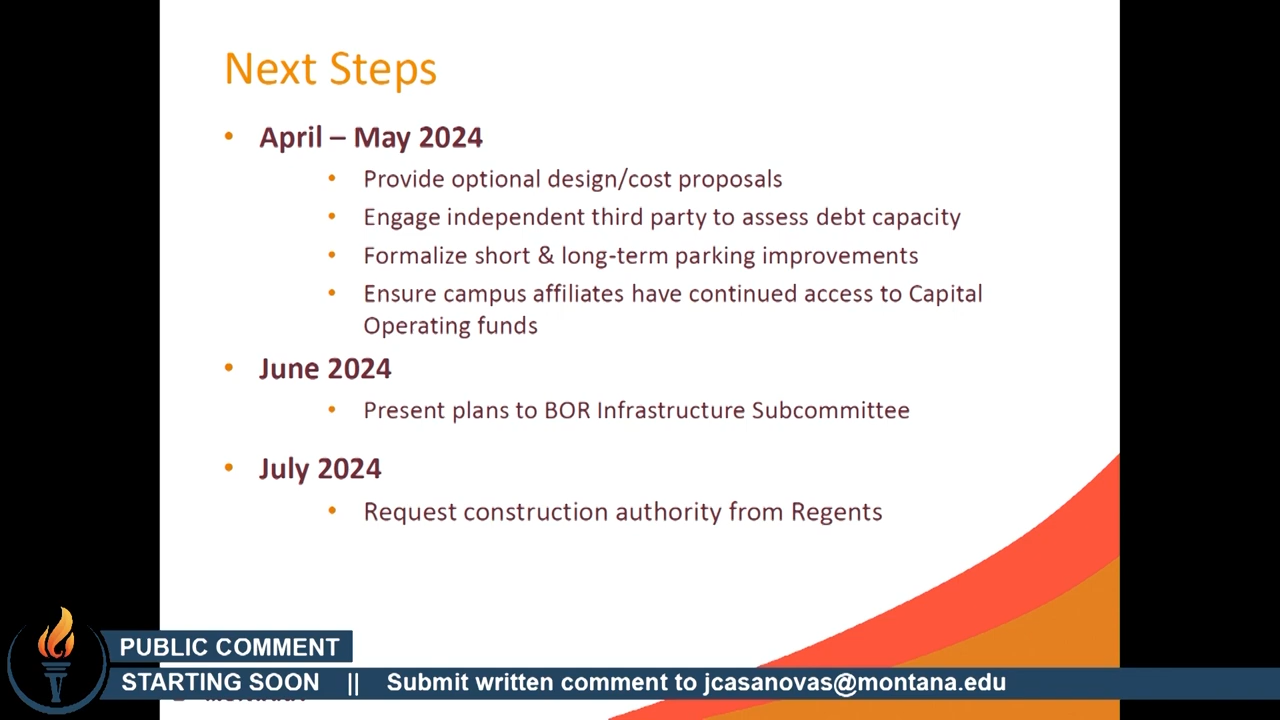 Next Steps
• April – May 2024
• Provide optional design/cost proposals
• Engage independent third party to assess debt capacity
• Formalize short & long-term parking improvements
• Ensure campus affiliates have continued access to Capital
Operating funds
• June 2024
• Present plans to BOR Infrastructure Subcommittee
• July 2024
• Request construction authority from Regents
PUBLIC COMMENT
STARTING SOON || Submit written comment to jcasanovas@montana.edu